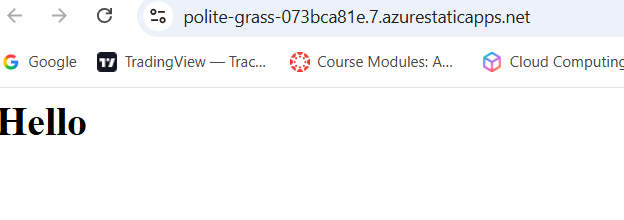 polite-grass-073bca81e.7.azurestaticapps.net
Google TradingView — Trac... Course Modules: A... Cloud Computing
Hello